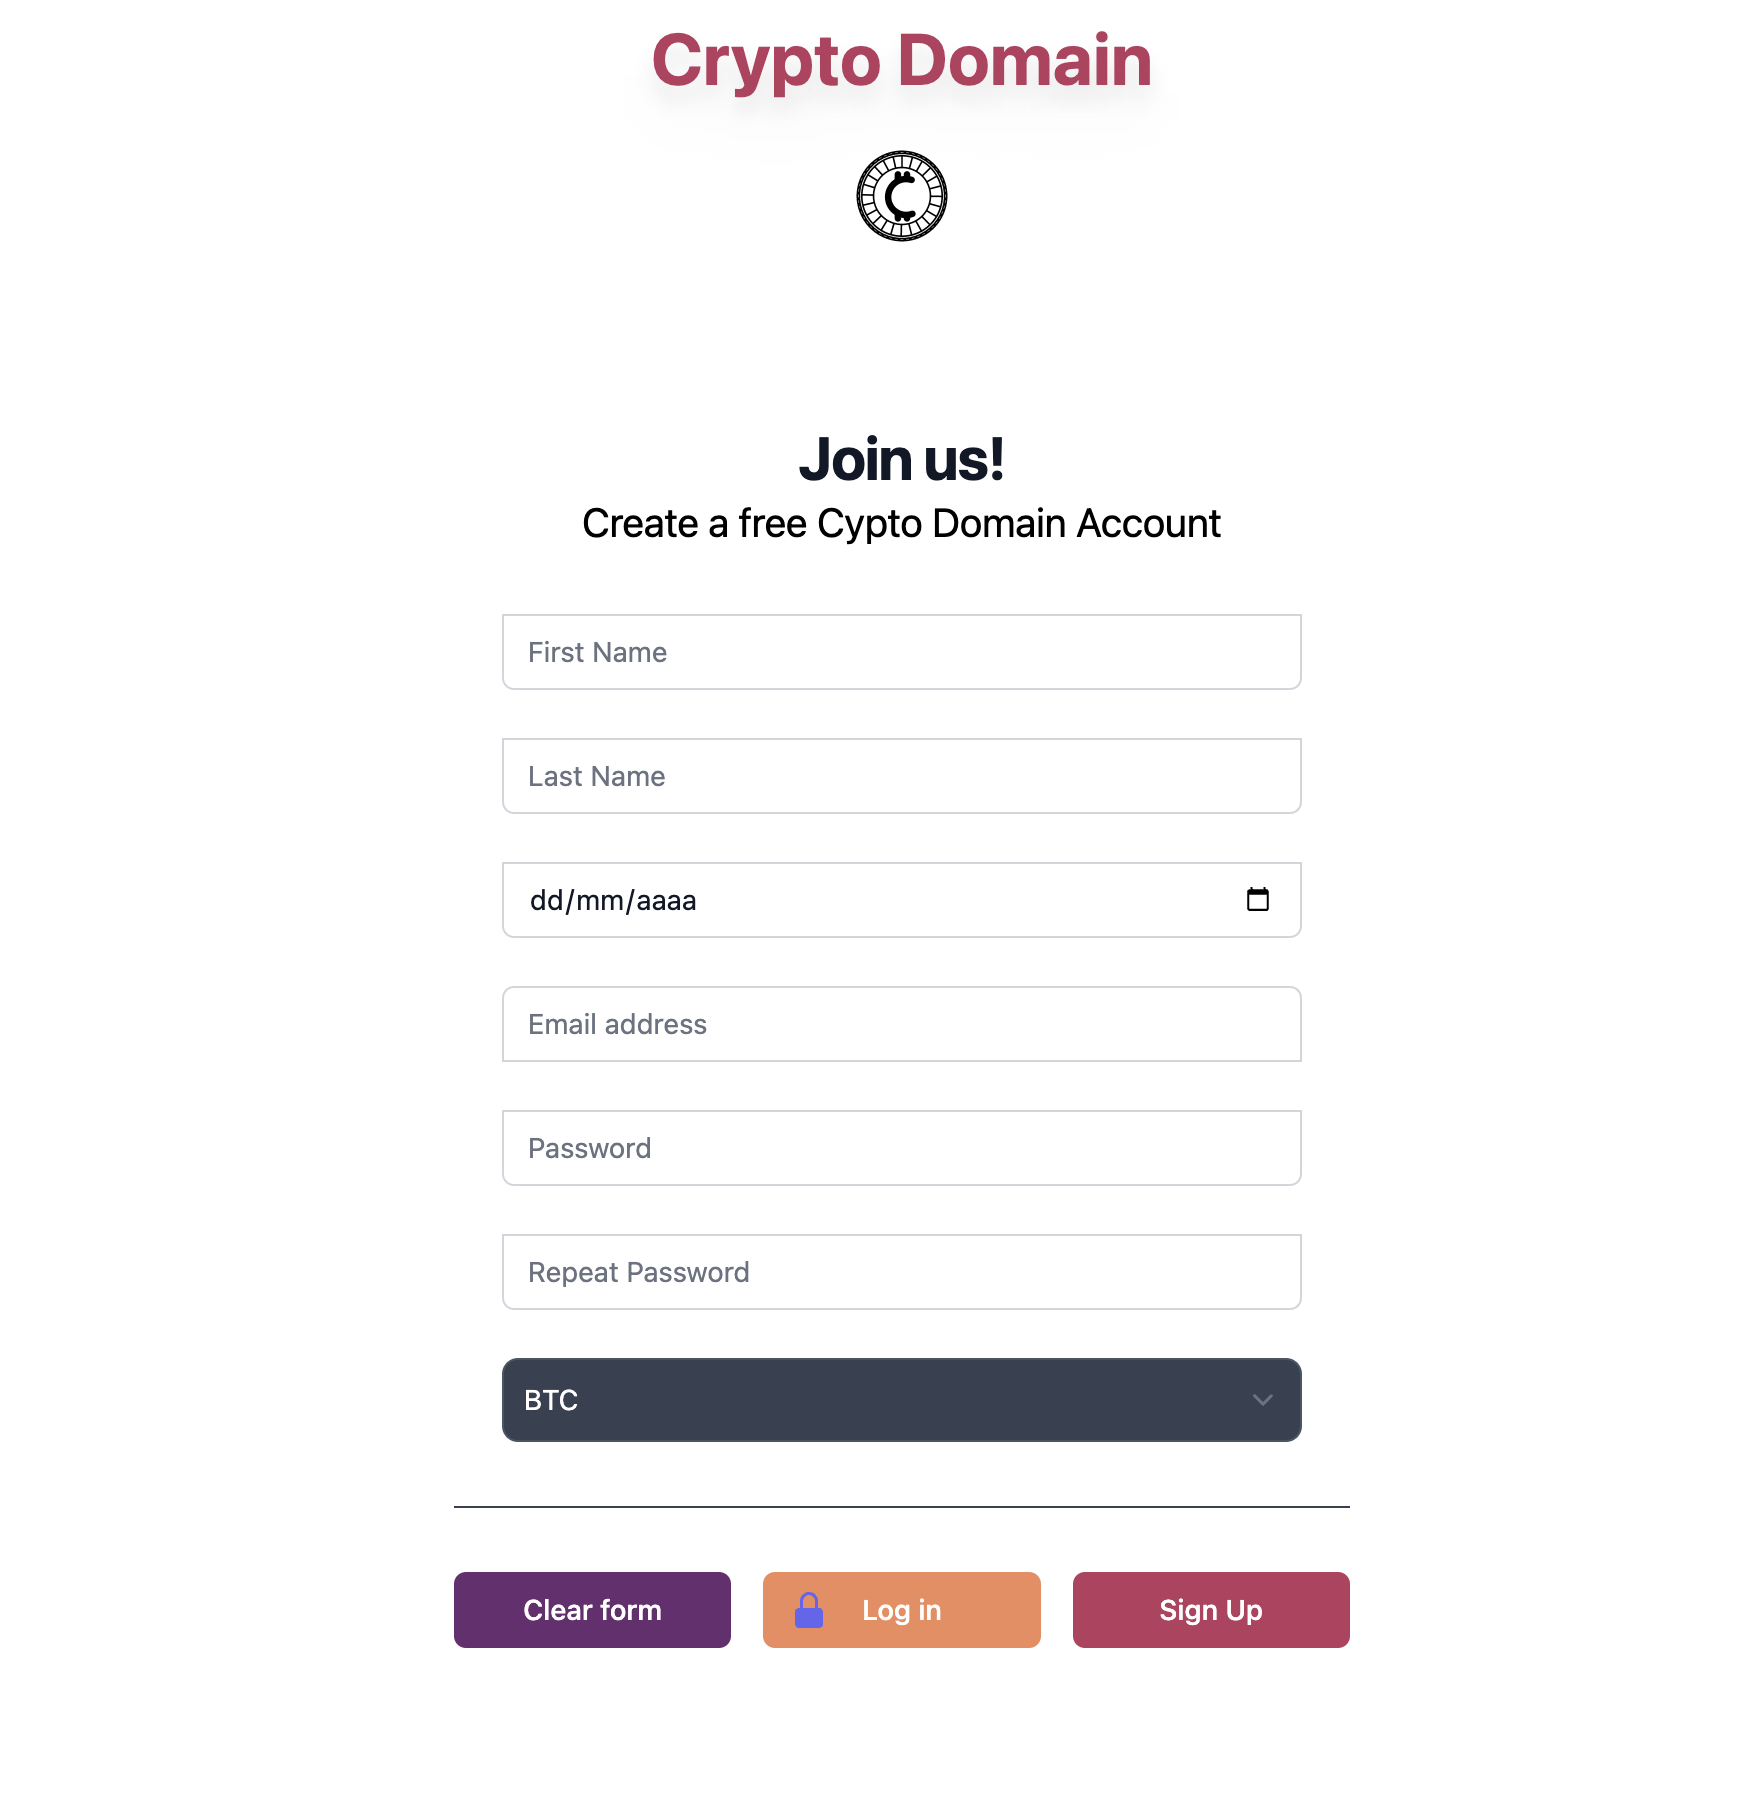 Crypto Domain
Join us!
Create a free Cypto Domain Account
First Name
Last Name
dd/mm/aaaa
Email address
Password
Repeat Password
BTC
Clear form
Log in
Sign Up